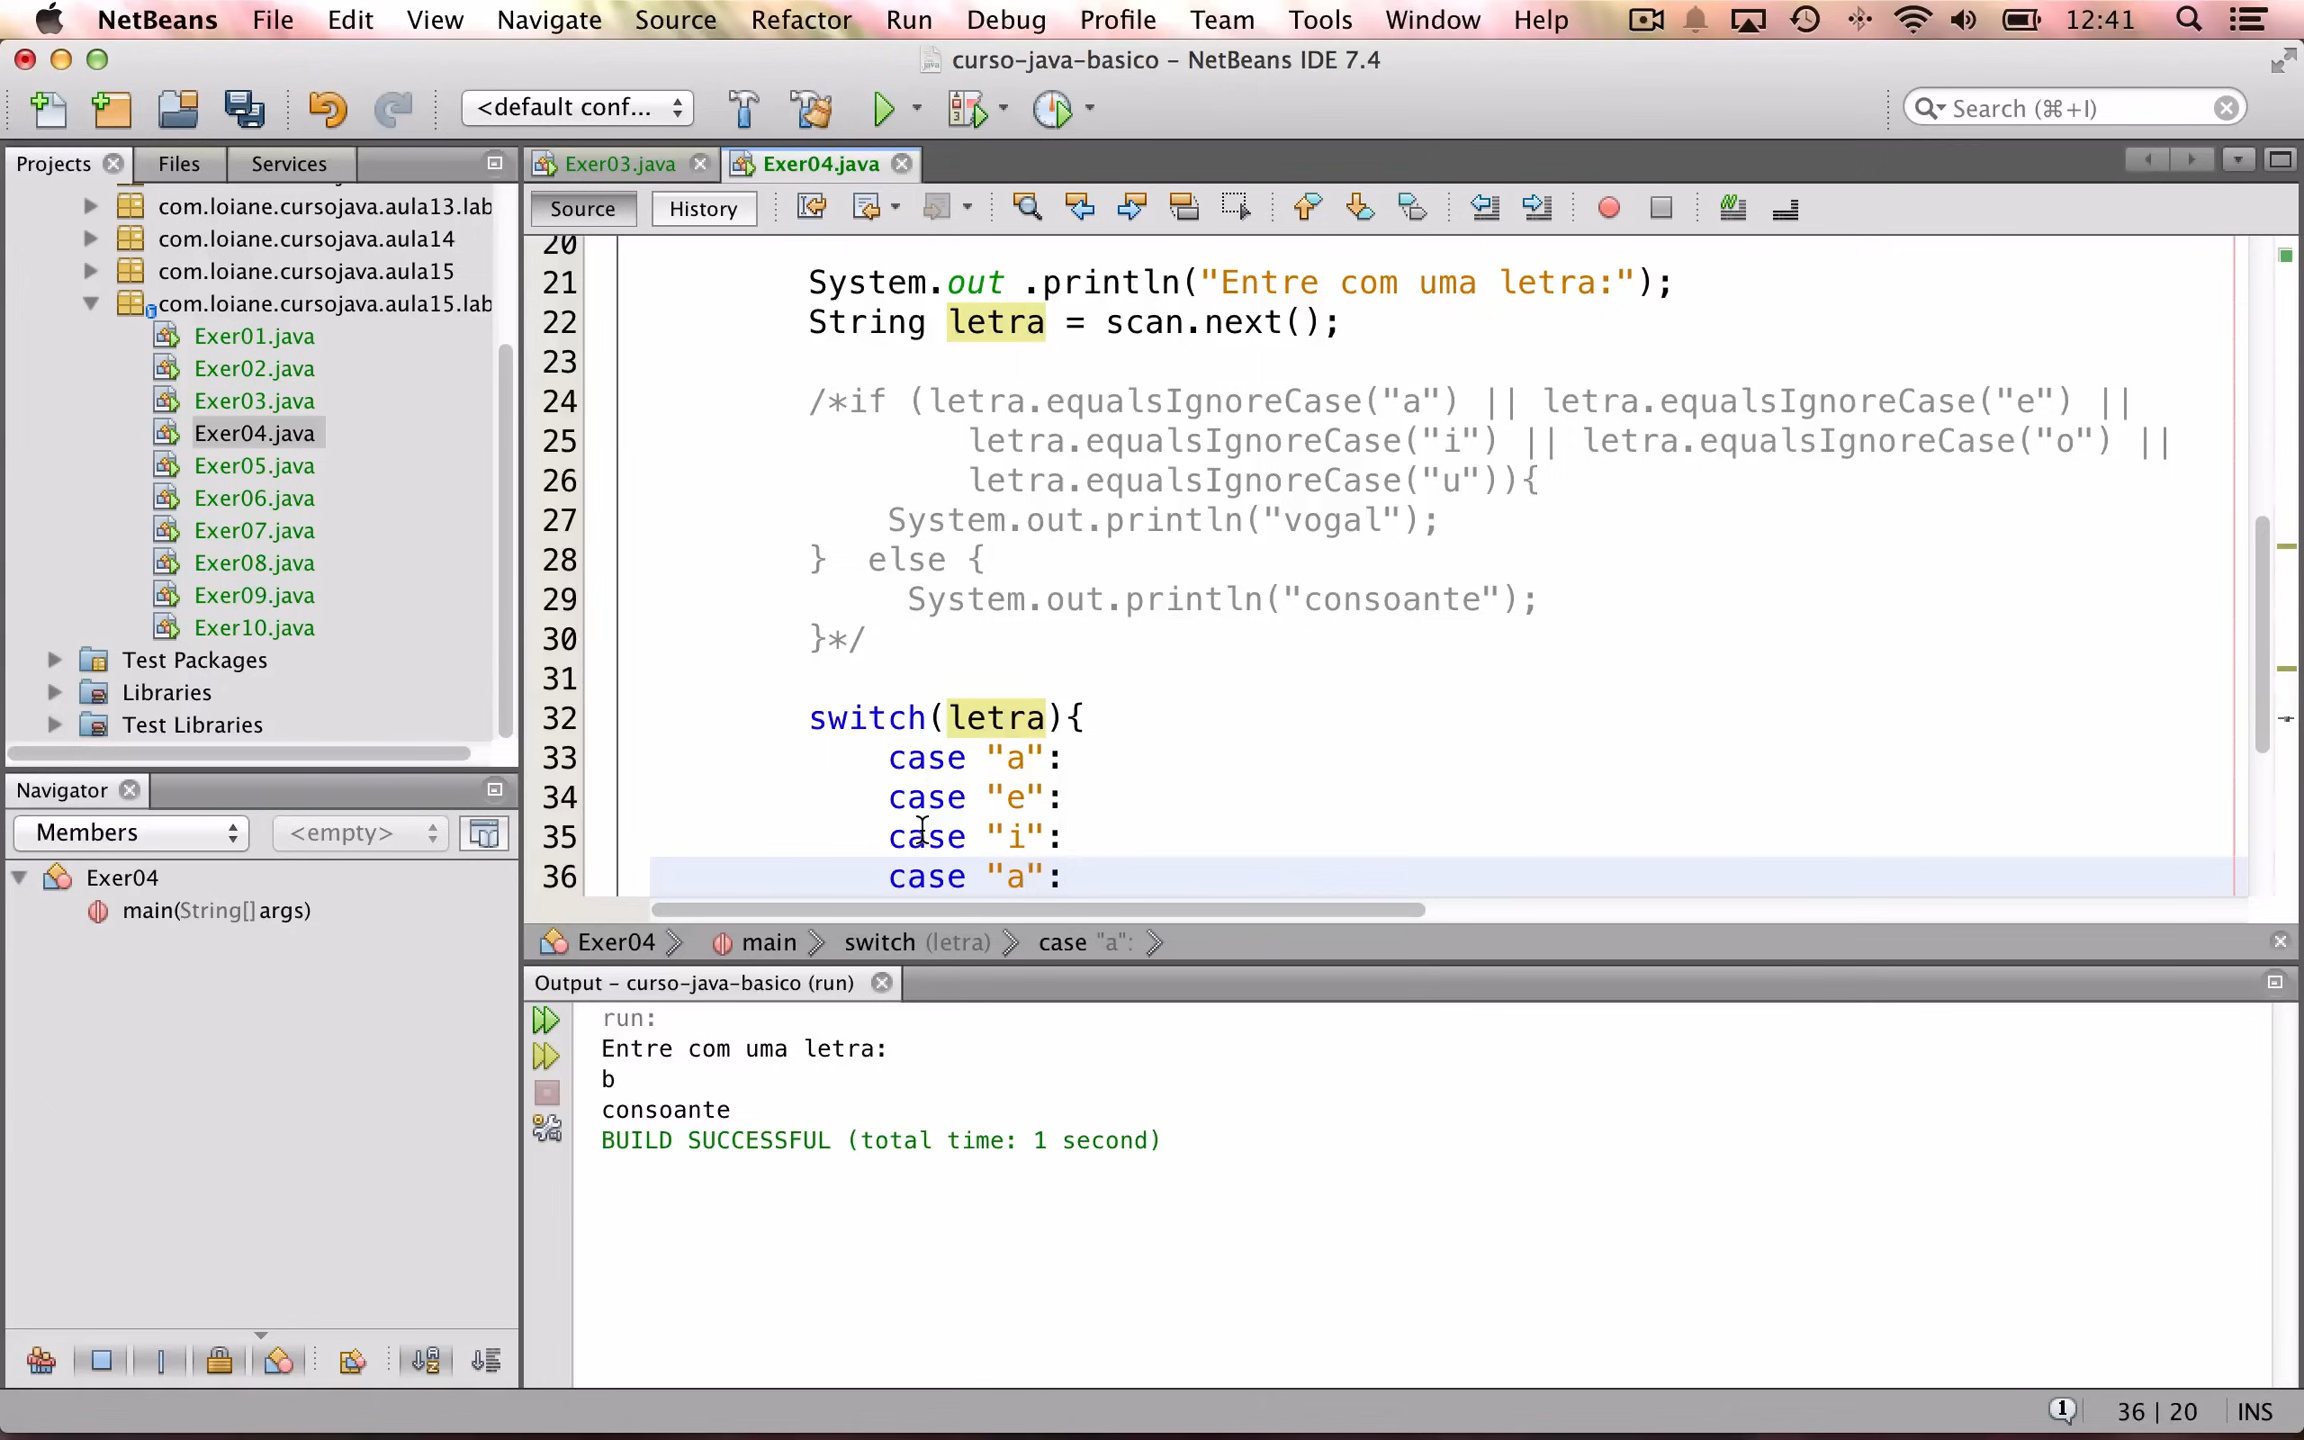 NetBeans File Edit View Navigate Source Refactor Run Debug Profile Team Tools Window Help 12:41
curso-java-basico – NetBeans IDE 7.4
<default conf... Search (⌘+I)
Projects Files Services
com.loiane.cursojava.aula13.lab
com.loiane.cursojava.aula14
com.loiane.cursojava.aula15
com.loiane.cursojava.aula15.lab
Exer01.java
Exer02.java
Exer03.java
Exer04.java
Exer05.java
Exer06.java
Exer07.java
Exer08.java
Exer09.java
Exer10.java
Test Packages
Libraries
Test Libraries
Navigator
Members <empty>
Exer04
main(String[] args)
Exer03.java Exer04.java
Source History
20
21 System.out .println("Entre com uma letra:");
22 String letra = scan.next();
23
24 /*if (letra.equalsIgnoreCase("a") || letra.equalsIgnoreCase("e") ||
25 letra.equalsIgnoreCase("i") || letra.equalsIgnoreCase("o") ||
26 letra.equalsIgnoreCase("u")){
27 System.out.println("vogal");
28 } else {
29 System.out.println("consoante");
30 }*/
31
32 switch(letra){
33 case "a":
34 case "e":
35 case "i":
36 case "a":
Exer04 main switch (letra) case "a":
Output – curso-java-basico (run)
run:
Entre com uma letra:
b
consoante
BUILD SUCCESSFUL (total time: 1 second)
1 36 | 20 INS